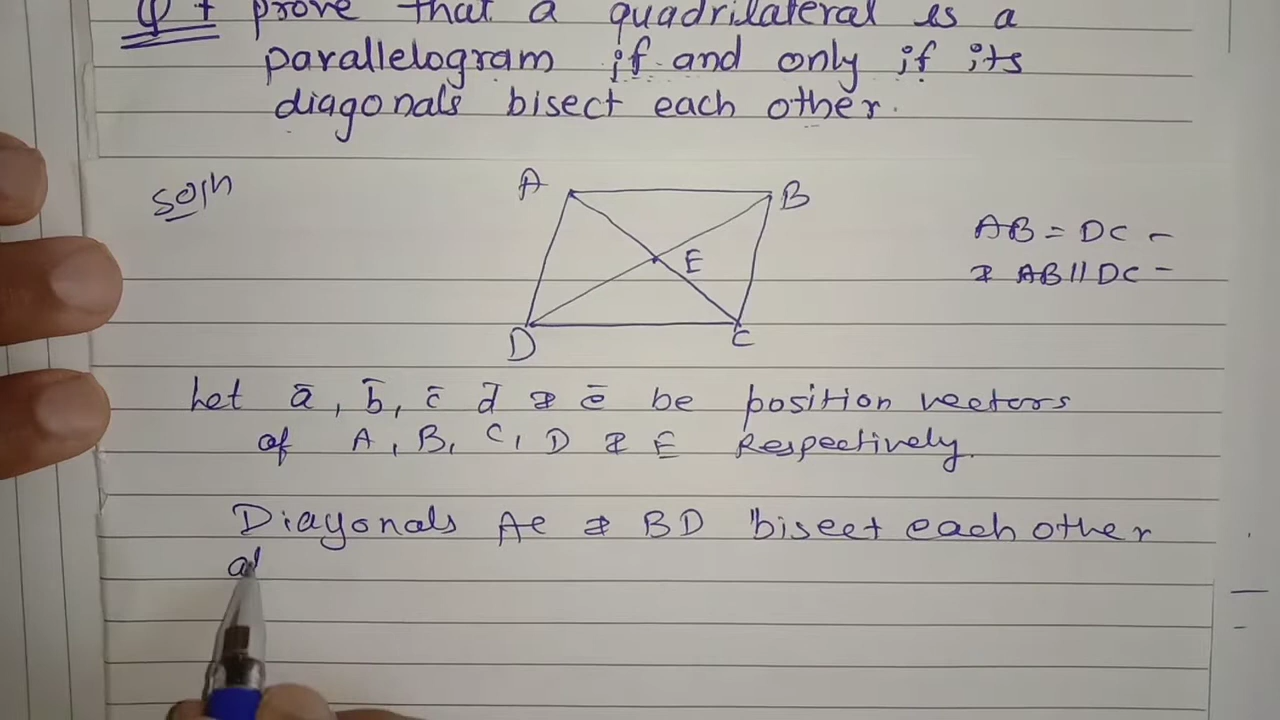 Q + prove that a quadrilateral is a
parallelogram if and only if its
diagonals bisect each other.
Soln
A
B
E
D
C
AB = DC -
& AB || DC -
Let ā, b̄, c̄ d̄ & ē be position vectors
of A, B, C, D & E Respectively.
Diagonals AC & BD bisect each other
at